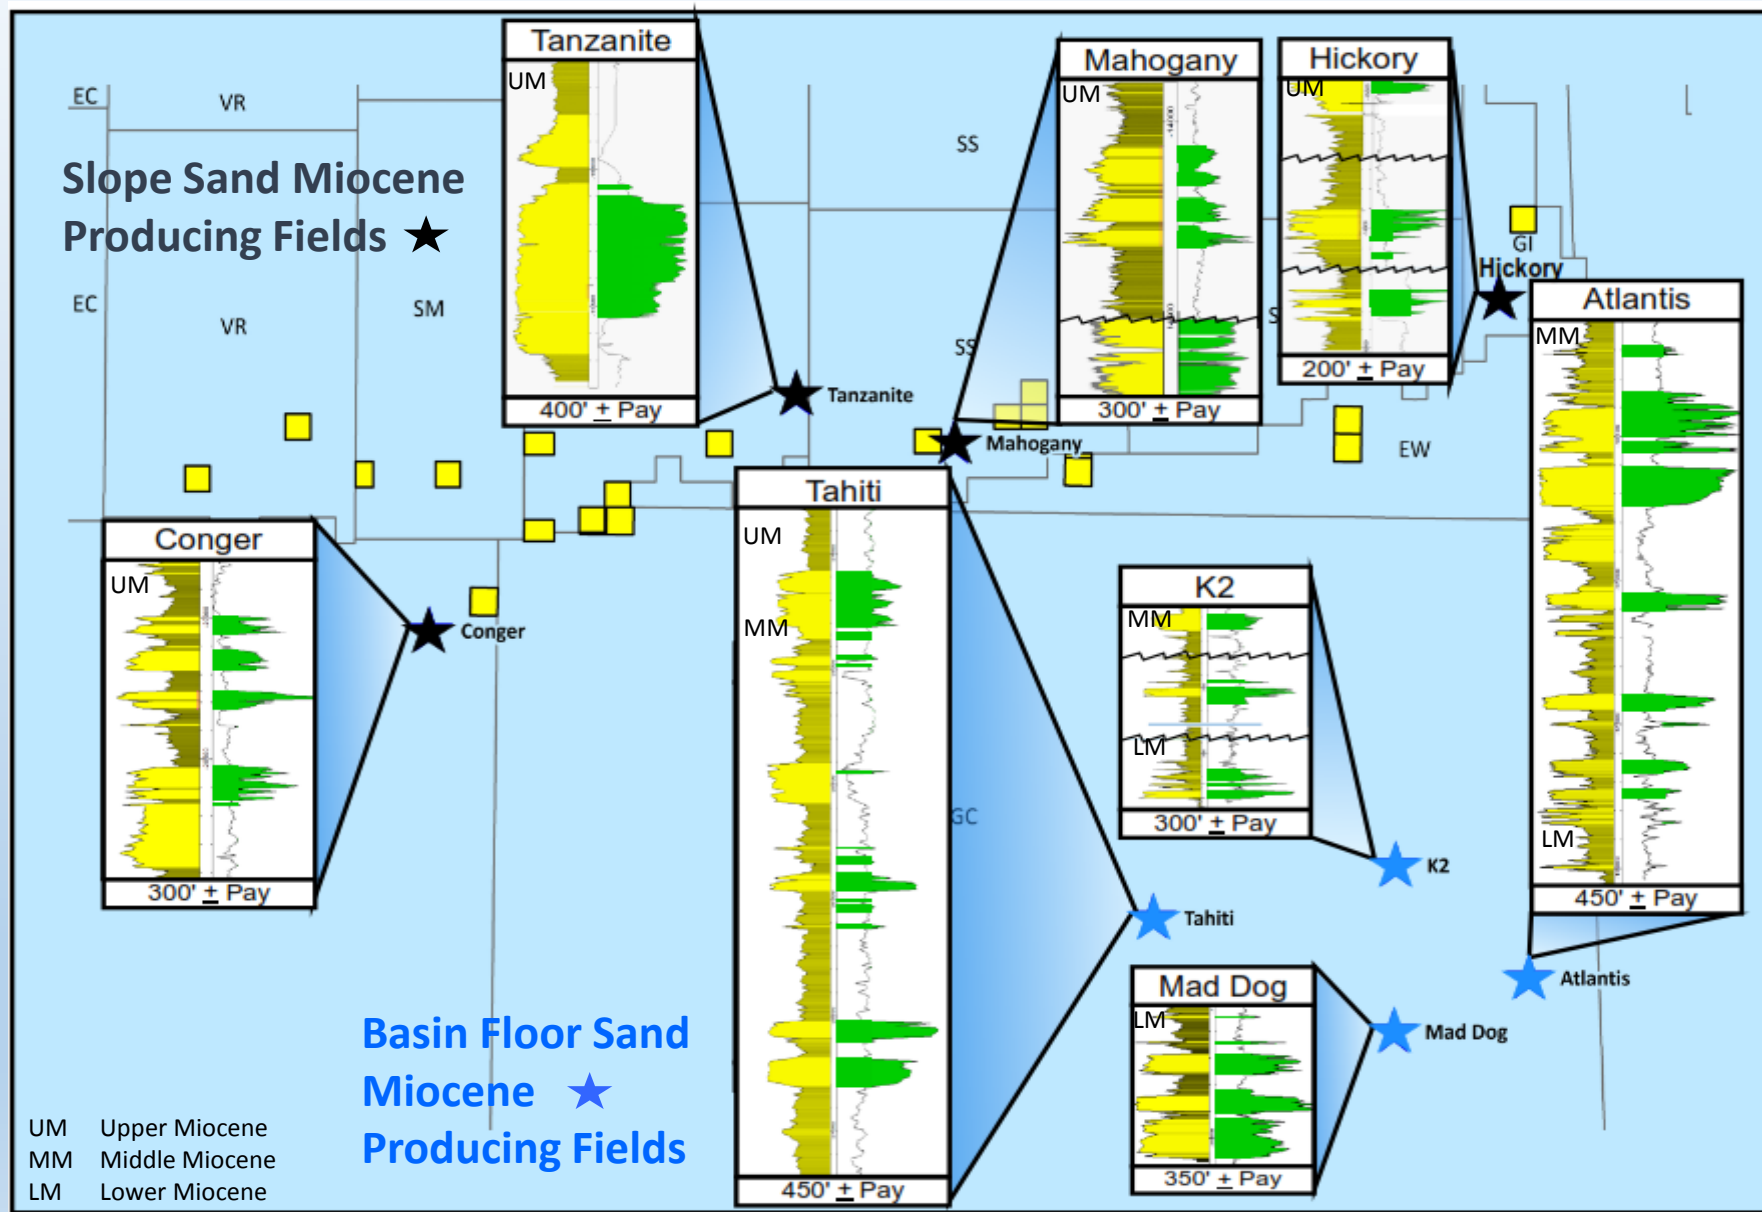 Tanzanite
UM
400' ± Pay
Mahogany
UM
-14000
300' ± Pay
Hickory
UM
200' ± Pay
EC
VR
SS
Slope Sand Miocene
Producing Fields
GI
Hickory
EC
VR
SM
SS
S
Atlantis
MM
LM
450' ± Pay
Tanzanite
Mahogany
EW
Conger
UM
300' ± Pay
Conger
Tahiti
UM
MM
450' ± Pay
K2
MM
LM
300' ± Pay
GC
K2
Tahiti
Atlantis
Mad Dog
LM
350' ± Pay
Mad Dog
Basin Floor Sand
Miocene
Producing Fields
UM Upper Miocene
MM Middle Miocene
LM Lower Miocene